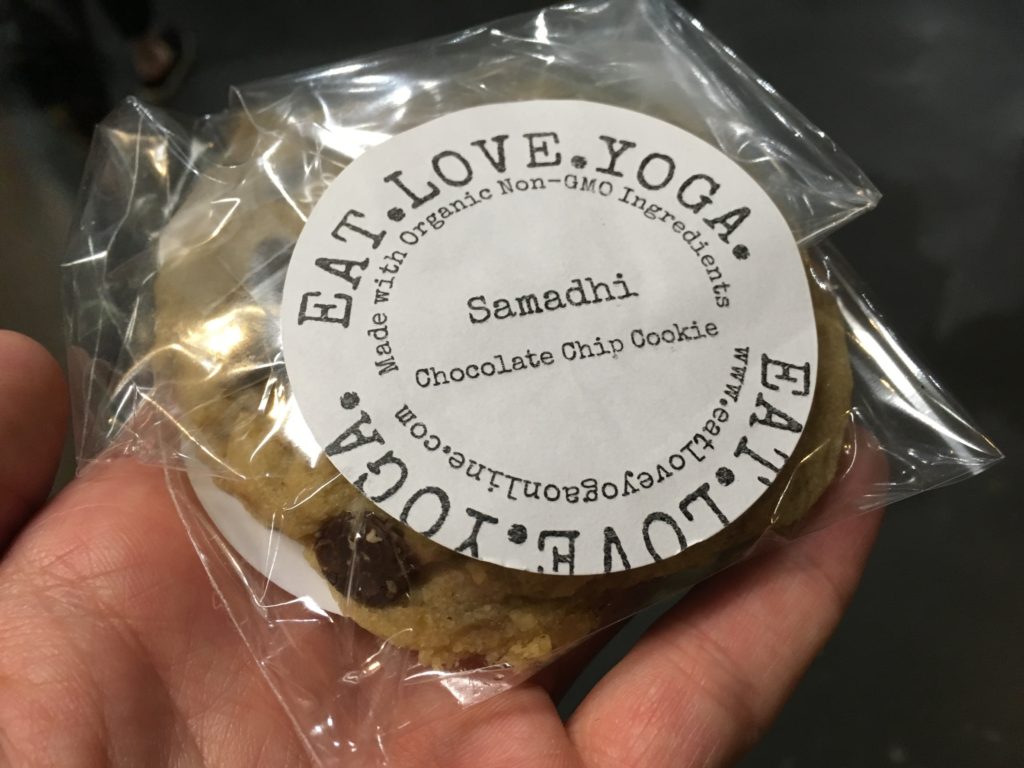 EAT.LOVE.YOGA.
Made with Organic Non-GMO Ingredients
Samadhi
Chocolate Chip Cookie
www.eatloveyogaonline.com
EAT.LOVE.YOGA.